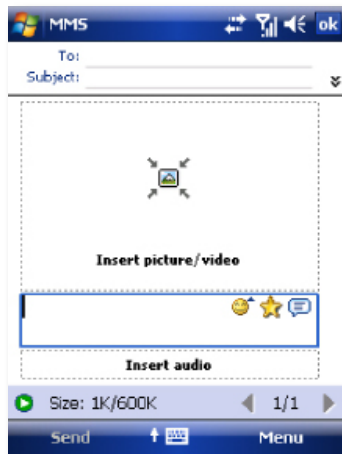 MMS
ok
To:
Subject:
Insert picture/video
Insert audio
Size: 1K/600K
1/1
Send
Menu